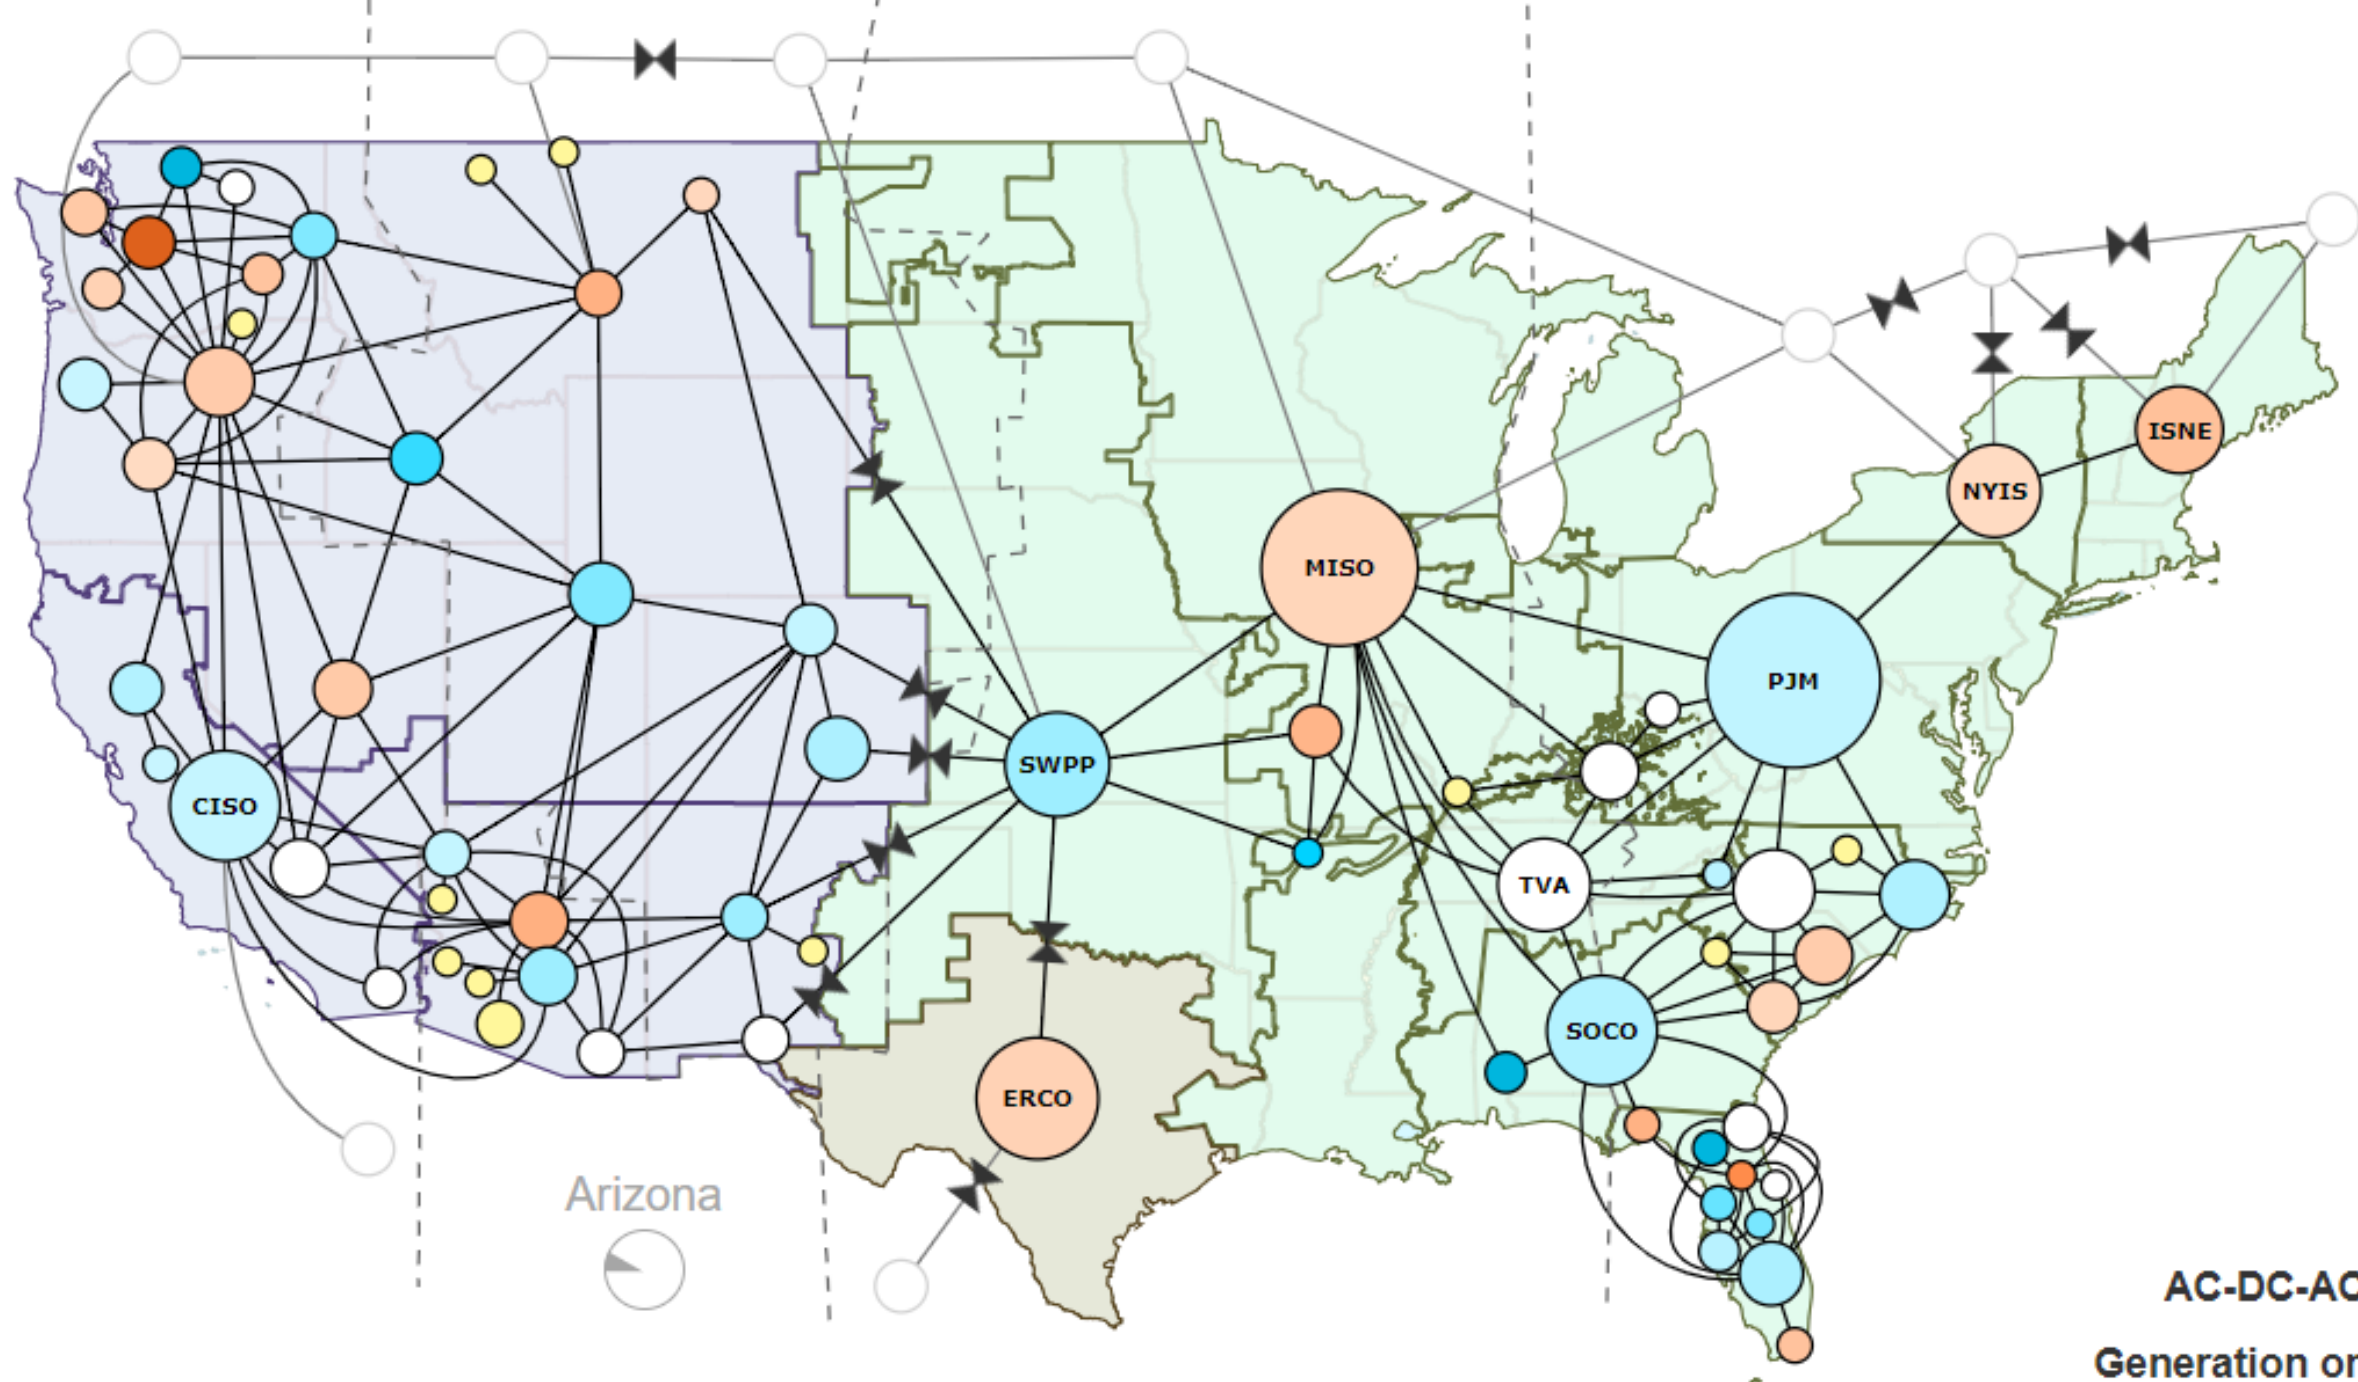 ISNE
NYIS
MISO
PJM
SWPP
CISO
TVA
SOCO
ERCO
Arizona
AC-DC-AC
Generation or